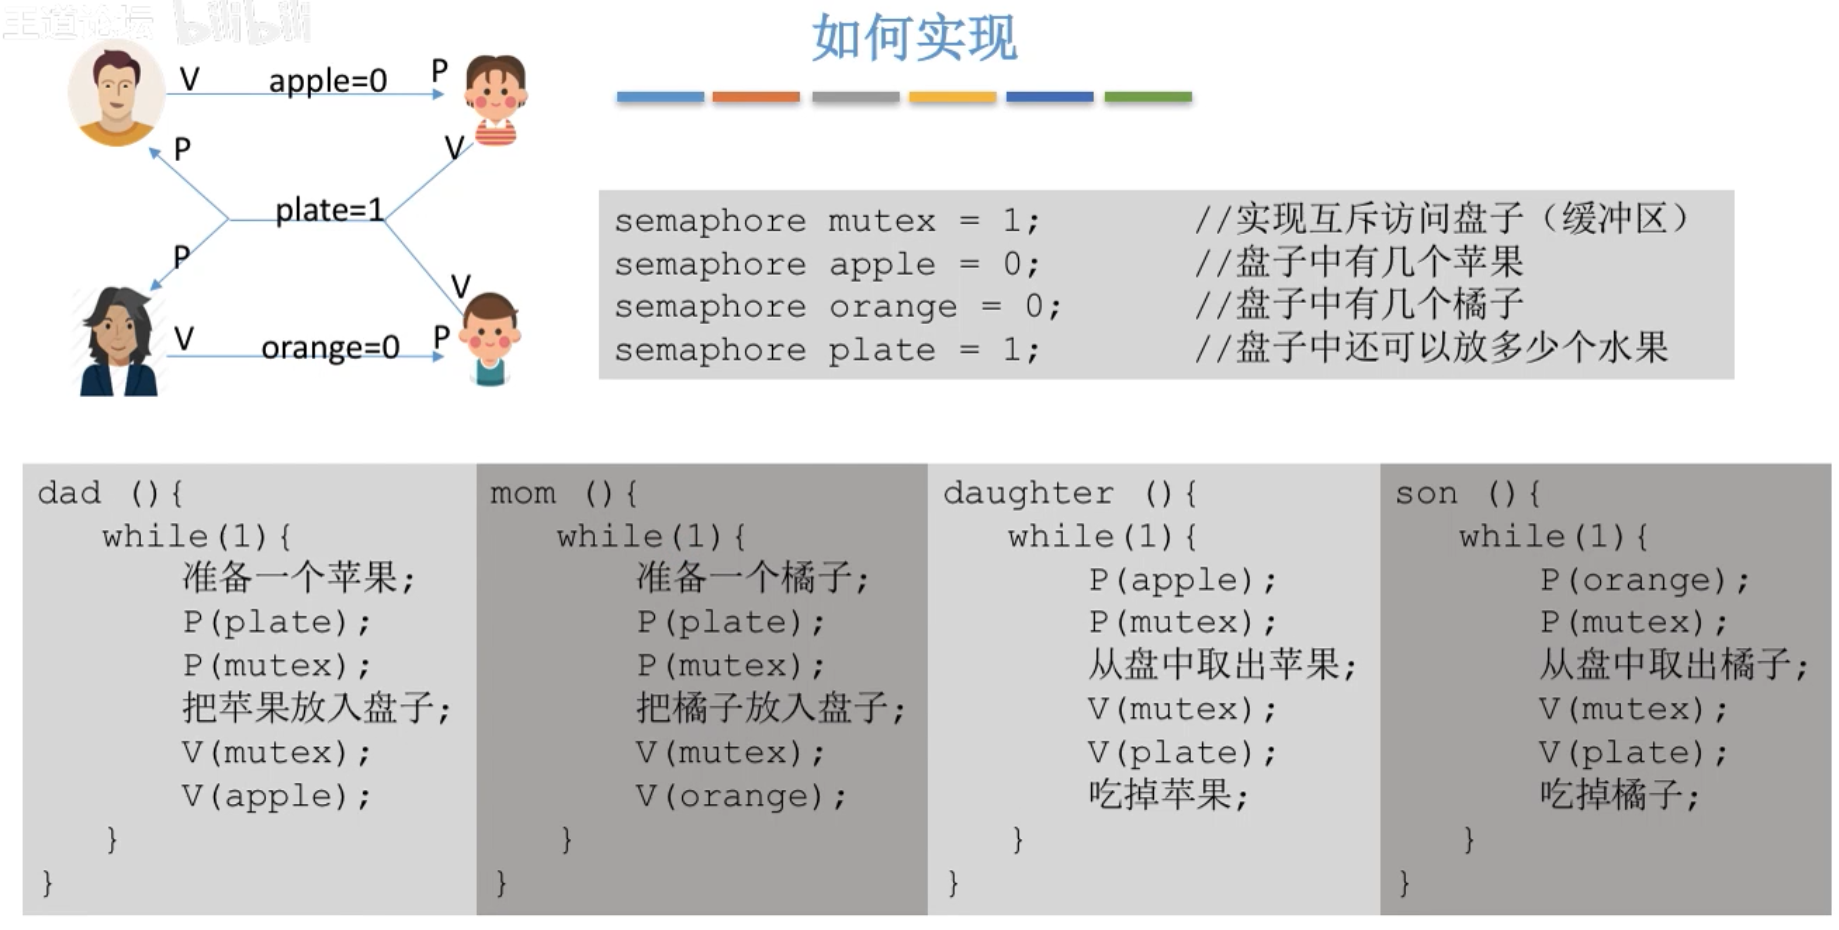 王道论坛 bilibili
如何实现
V apple=0 P
P V
plate=1
P V
V orange=0 P
semaphore mutex = 1; //实现互斥访问盘子（缓冲区）
semaphore apple = 0; //盘子中有几个苹果
semaphore orange = 0; //盘子中有几个橘子
semaphore plate = 1; //盘子中还可以放多少个水果
dad (){
while(1){
准备一个苹果;
P(plate);
P(mutex);
把苹果放入盘子;
V(mutex);
V(apple);
}
}
mom (){
while(1){
准备一个橘子;
P(plate);
P(mutex);
把橘子放入盘子;
V(mutex);
V(orange);
}
}
daughter (){
while(1){
P(apple);
P(mutex);
从盘中取出苹果;
V(mutex);
V(plate);
吃掉苹果;
}
}
son (){
while(1){
P(orange);
P(mutex);
从盘中取出橘子;
V(mutex);
V(plate);
吃掉橘子;
}
}